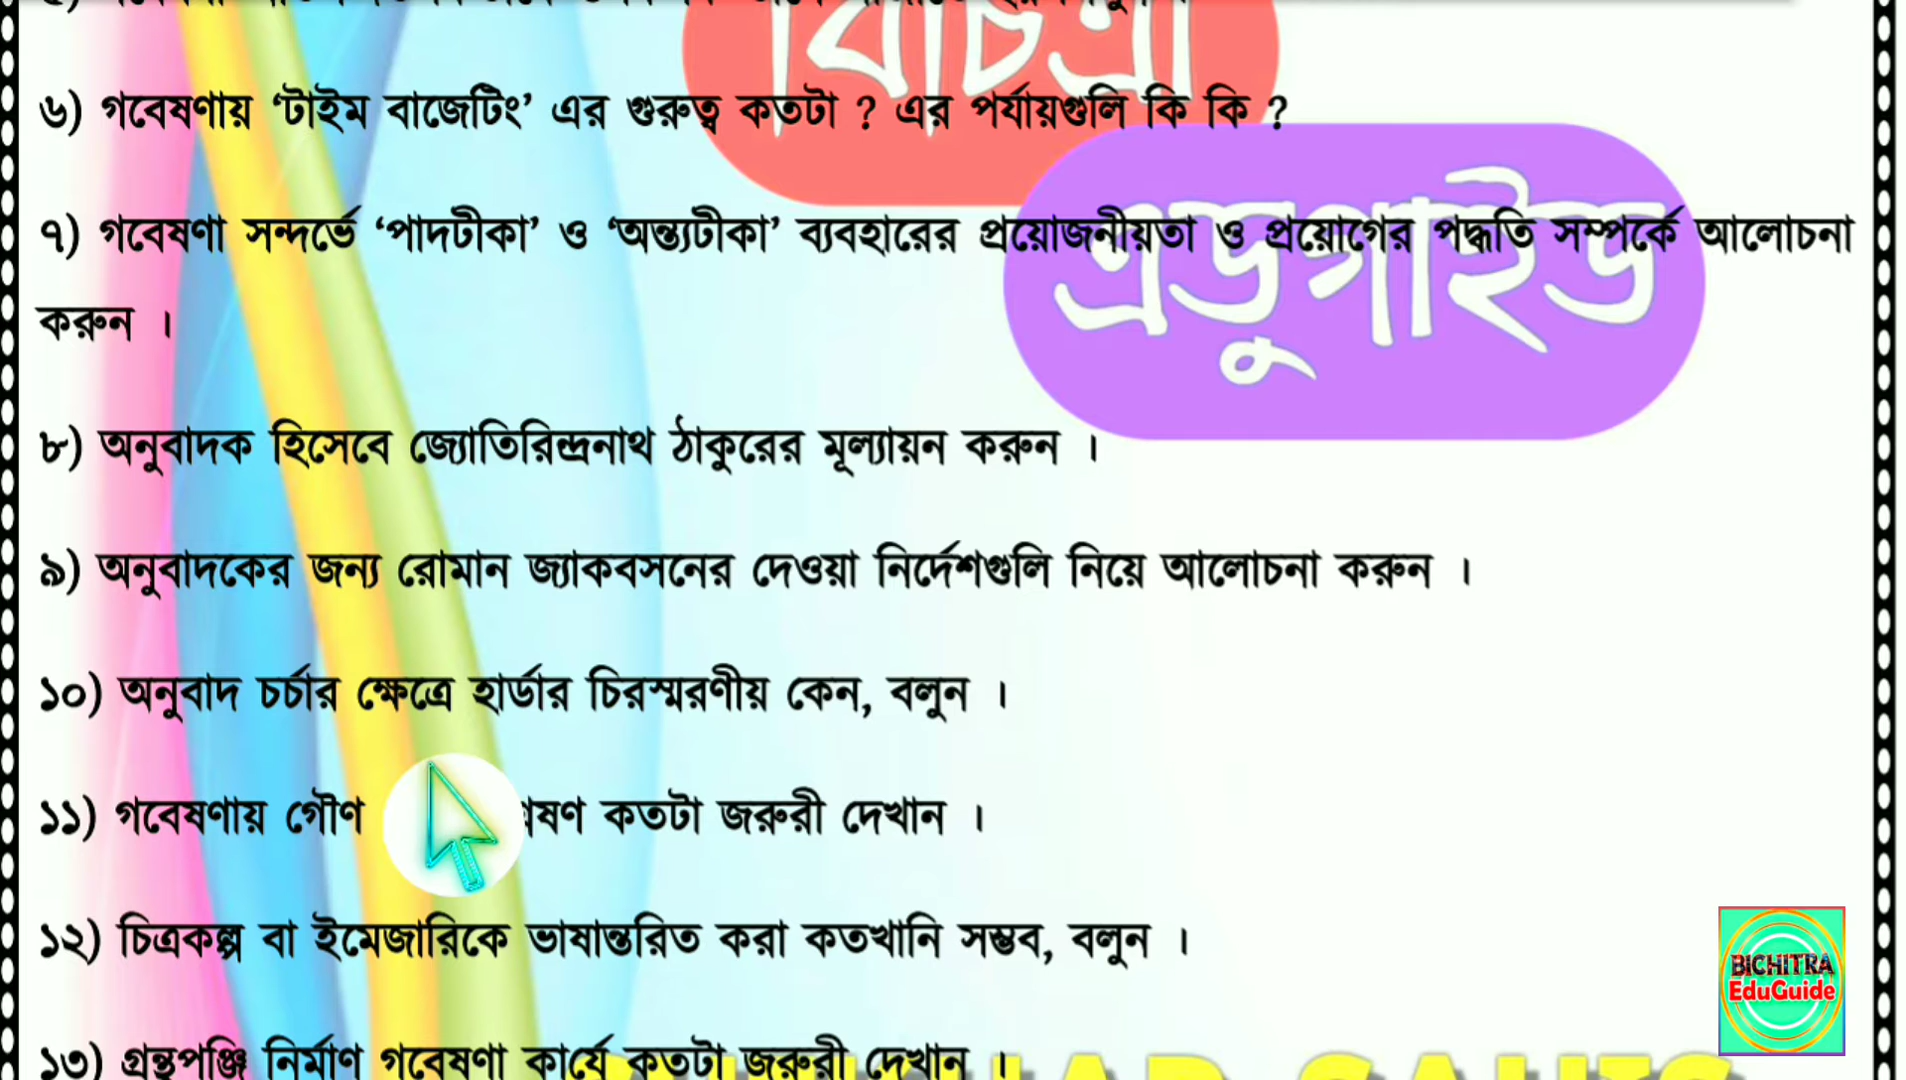 বিচিত্রা
৬) গবেষণায় ‘টাইম বাজেটিং’ এর গুরুত্ব কতটা ? এর পর্যায়গুলি কি কি ?
এডুগাইড
৭) গবেষণা সন্দর্ভে ‘পাদটীকা’ ও ‘অন্ত্যটীকা’ ব্যবহারের প্রয়োজনীয়তা ও প্রয়োগের পদ্ধতি সম্পর্কে আলোচনা
করুন ।
৮) অনুবাদক হিসেবে জ্যোতিরিন্দ্রনাথ ঠাকুরের মূল্যায়ন করুন ।
৯) অনুবাদকের জন্য রোমান জ্যাকবসনের দেওয়া নির্দেশগুলি নিয়ে আলোচনা করুন ।
১০) অনুবাদ চর্চার ক্ষেত্রে হার্ডার চিরস্মরণীয় কেন, বলুন ।
১১) গবেষণায় গৌণ কতটা জরুরী দেখান ।
১২) চিত্রকল্প বা ইমেজারিকে ভাষান্তরিত করা কতখানি সম্ভব, বলুন ।
BICHITRA
EduGuide
১৩) গ্রন্থপঞ্জি নির্মাণ গবেষণা কার্যে কতটা জরুরী দেখান ।